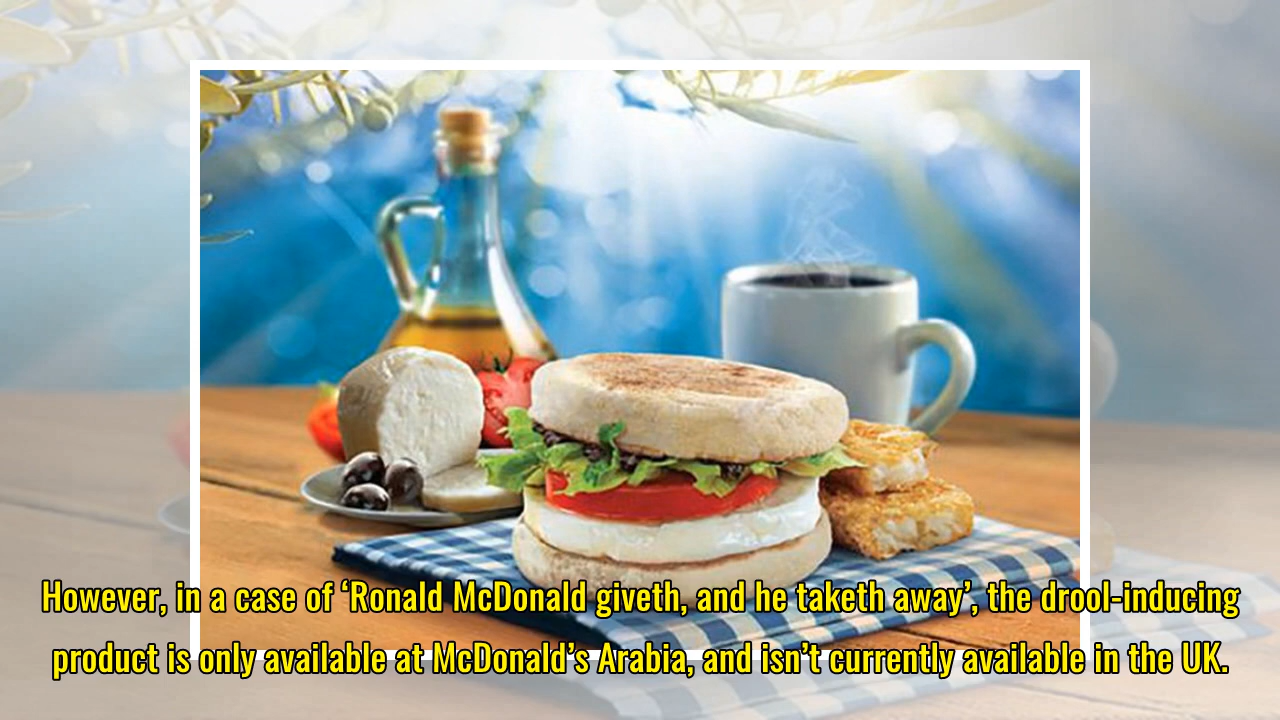 However, in a case of ‘Ronald McDonald giveth, and he taketh away’, the drool-inducing
product is only available at McDonald’s Arabia, and isn’t currently available in the UK.